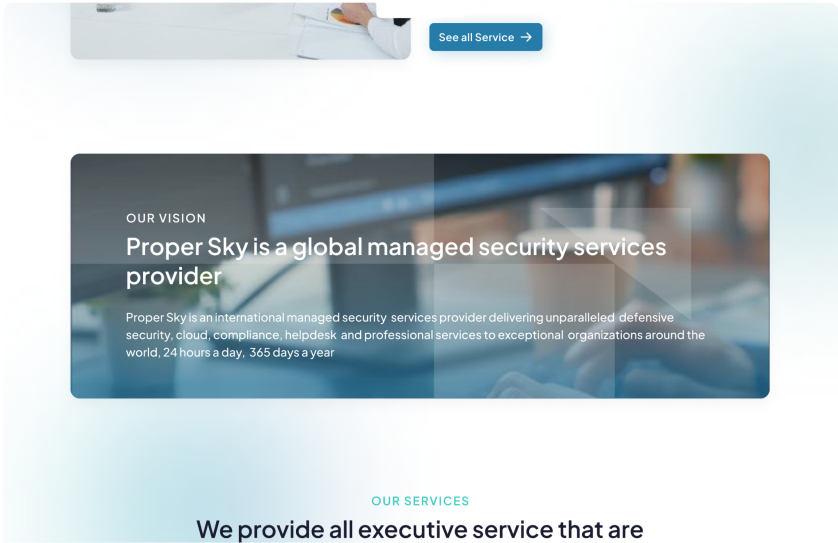 See all Service
OUR VISION
Proper Sky is a global managed security services
provider
Proper Sky is an international managed security services provider delivering unparalleled defensive
security, cloud, compliance, helpdesk and professional services to exceptional organizations around the
world, 24 hours a day, 365 days a year
OUR SERVICES
We provide all executive service that are